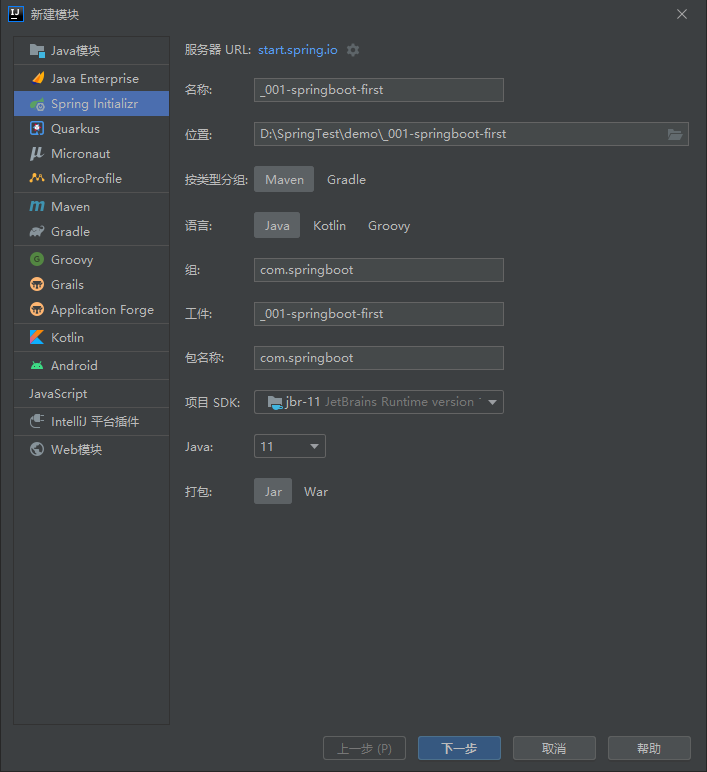 新建模块
Java模块
Java Enterprise
Spring Initializr
Quarkus
Micronaut
MicroProfile
Maven
Gradle
Groovy
Grails
Application Forge
Kotlin
Android
JavaScript
IntelliJ 平台插件
Web模块
服务器 URL: start.spring.io
名称: _001-springboot-first
位置: D:\SpringTest\demo\_001-springboot-first
按类型分组: Maven Gradle
语言: Java Kotlin Groovy
组: com.springboot
工件: _001-springboot-first
包名称: com.springboot
项目 SDK: jbr-11 JetBrains Runtime version
Java: 11
打包: Jar War
上一步 (P) 下一步 取消 帮助